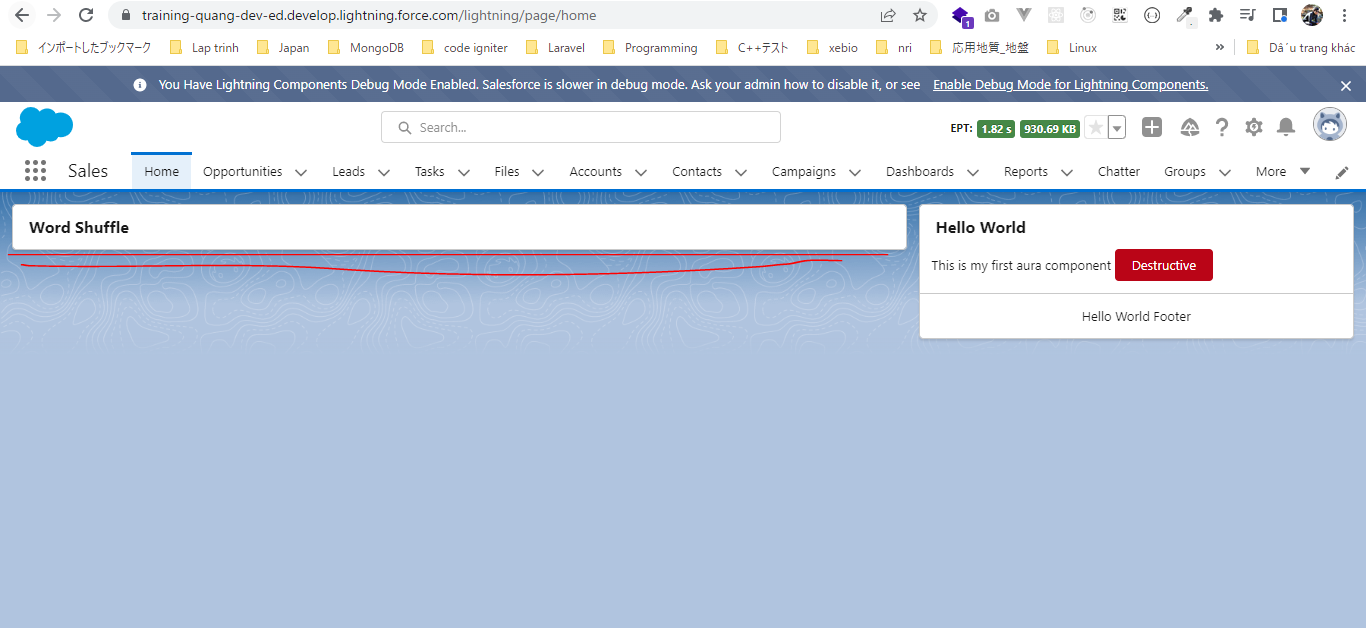 training-quang-dev-ed.develop.lightning.force.com/lightning/page/home
1
インポートしたブックマーク Lap trinh Japan MongoDB code igniter Laravel Programming C++テスト xebio nri 応用地質_地盤 Linux » Dấu trang khác
You Have Lightning Components Debug Mode Enabled. Salesforce is slower in debug mode. Ask your admin how to disable it, or see Enable Debug Mode for Lightning Components.
Search...
EPT: 1.82 s 930.69 KB
Sales Home Opportunities Leads Tasks Files Accounts Contacts Campaigns Dashboards Reports Chatter Groups More
Word Shuffle
Hello World
This is my first aura component Destructive
Hello World Footer